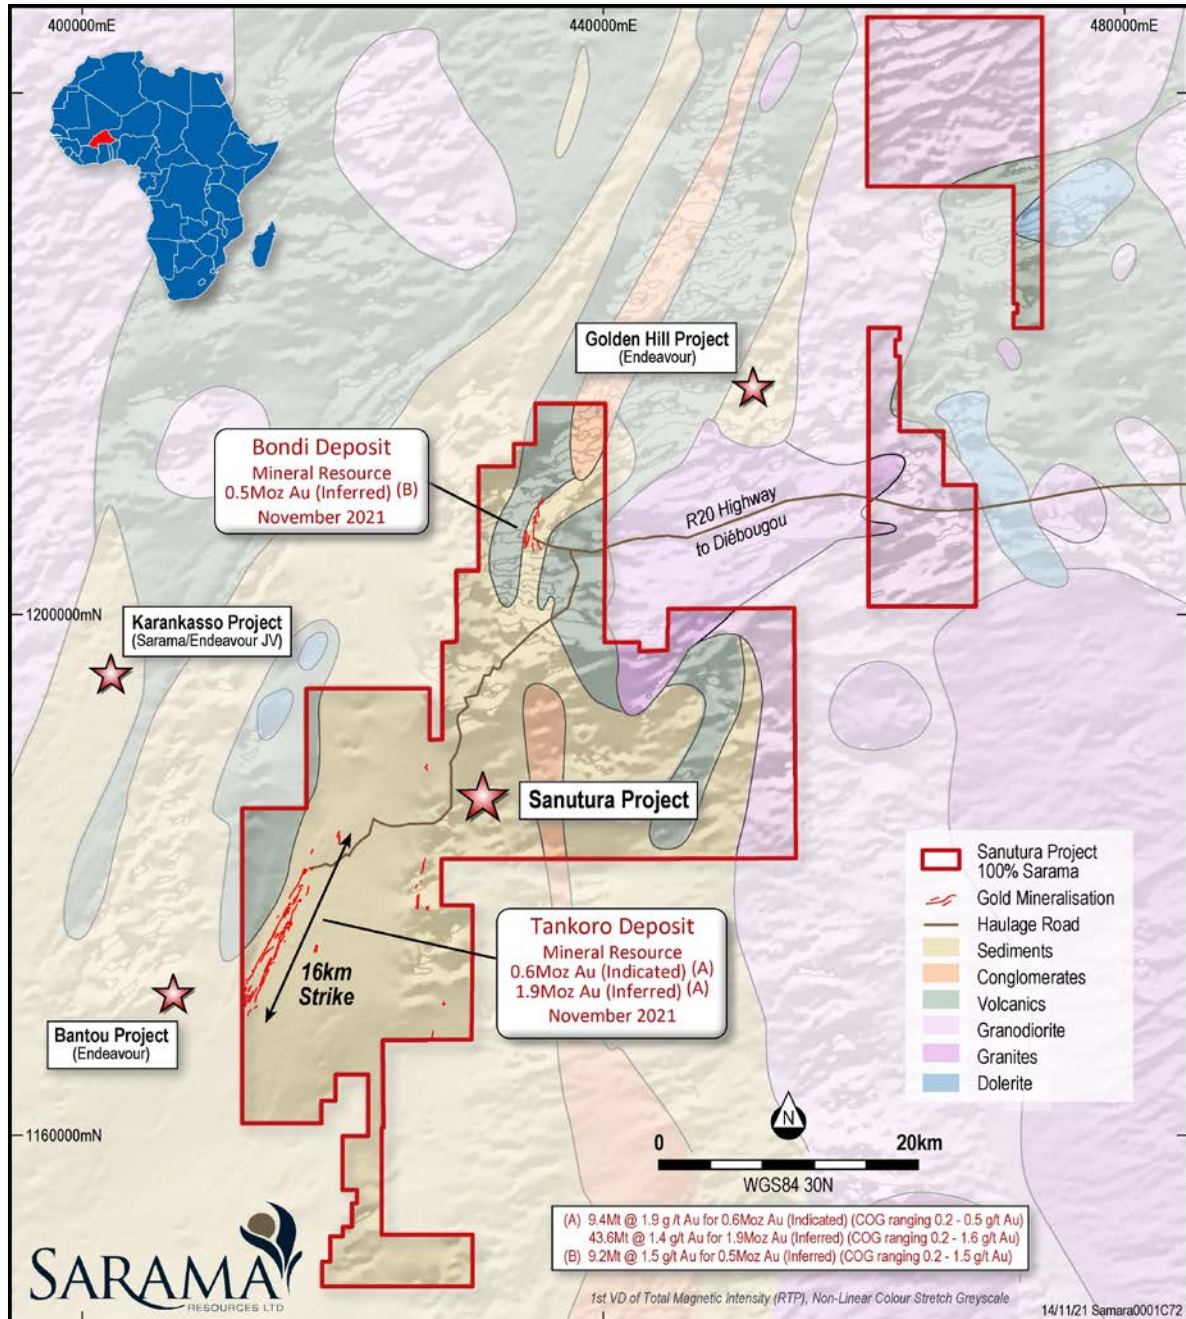 400000mE
440000mE
480000mE
Golden Hill Project
(Endeavour)
Bondi Deposit
Mineral Resource
0.5Moz Au (Inferred) (B)
November 2021
R20 Highway
to Diébougou
1200000mN
Karankasso Project
(Sarama/Endeavour JV)
Sanutura Project
Tankoro Deposit
Mineral Resource
0.6Moz Au (Indicated) (A)
1.9Moz Au (Inferred) (A)
November 2021
16km
Strike
Bantou Project
(Endeavour)
Sanutura Project
100% Sarama
Gold Mineralisation
Haulage Road
Sediments
Conglomerates
Volcanics
Granodiorite
Granites
Dolerite
1160000mN
N
0 20km
WGS84 30N
(A) 9.4Mt @ 1.9 g/t Au for 0.6Moz Au (Indicated) (COG ranging 0.2 - 0.5 g/t Au)
43.6Mt @ 1.4 g/t Au for 1.9Moz Au (Inferred) (COG ranging 0.2 - 1.6 g/t Au)
(B) 9.2Mt @ 1.5 g/t Au for 0.5Moz Au (Inferred) (COG ranging 0.2 - 1.5 g/t Au)
SARAMA
RESOURCES LTD
1st VD of Total Magnetic Intensity (RTP), Non-Linear Colour Stretch Greyscale
14/11/21 Samara0001C72